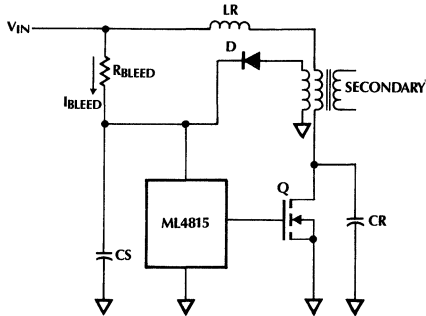 LR
VIN
D
RBLEED
SECONDARY
IBLEED
Q
ML4815
CR
CS